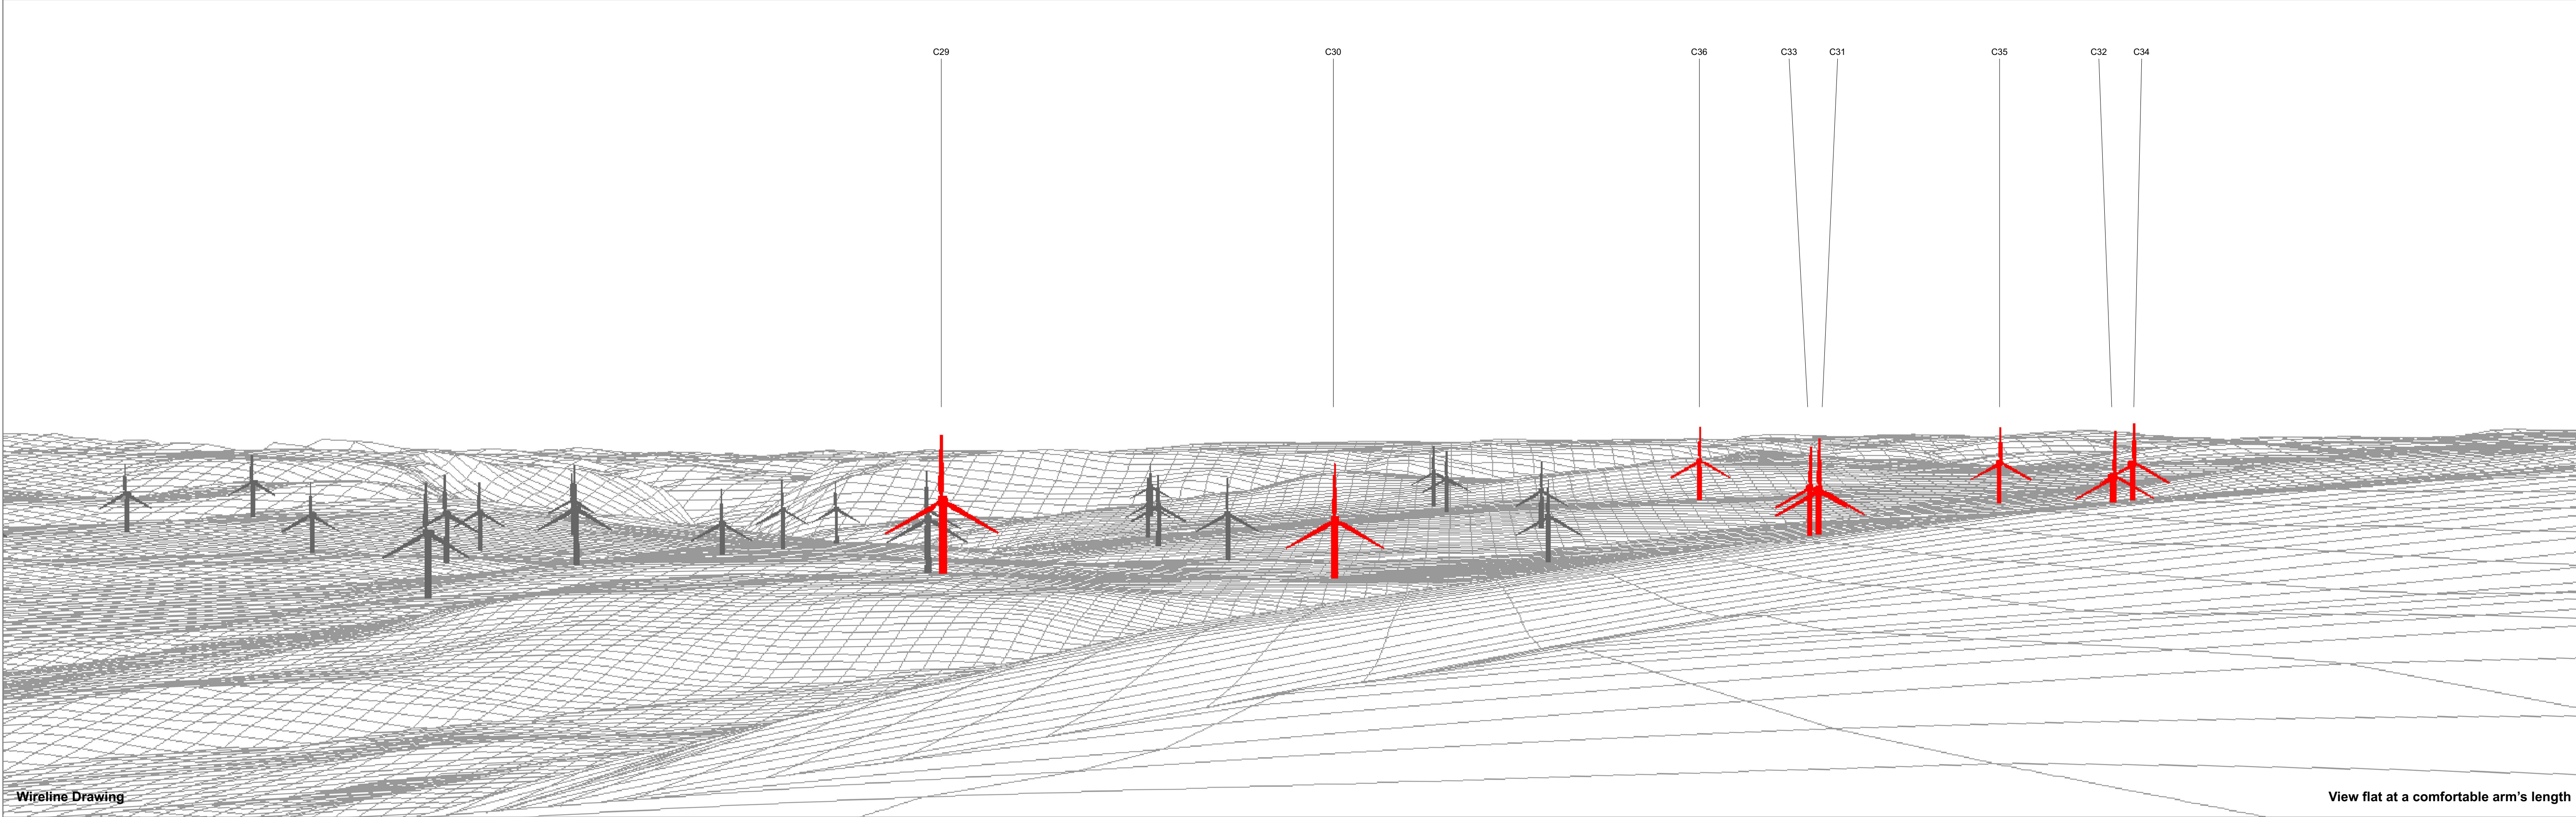 C29
C30
C36
C33
C31
C35
C32
C34
Wireline Drawing
View flat at a comfortable arm’s length